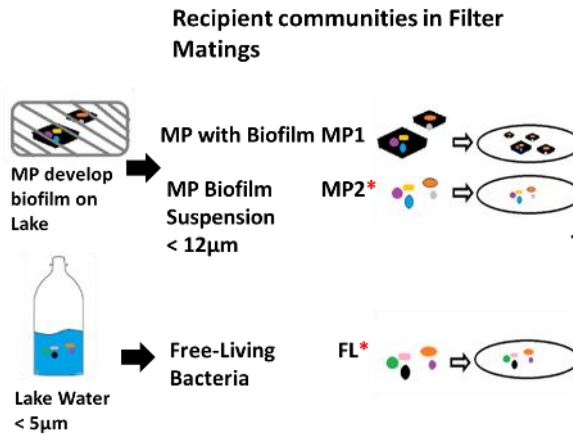 Recipient communities in Filter
Matings
MP develop
biofilm on
Lake
MP with Biofilm MP1
MP Biofilm
Suspension
< 12µm
MP2*
Lake Water
< 5µm
Free-Living
Bacteria
FL*